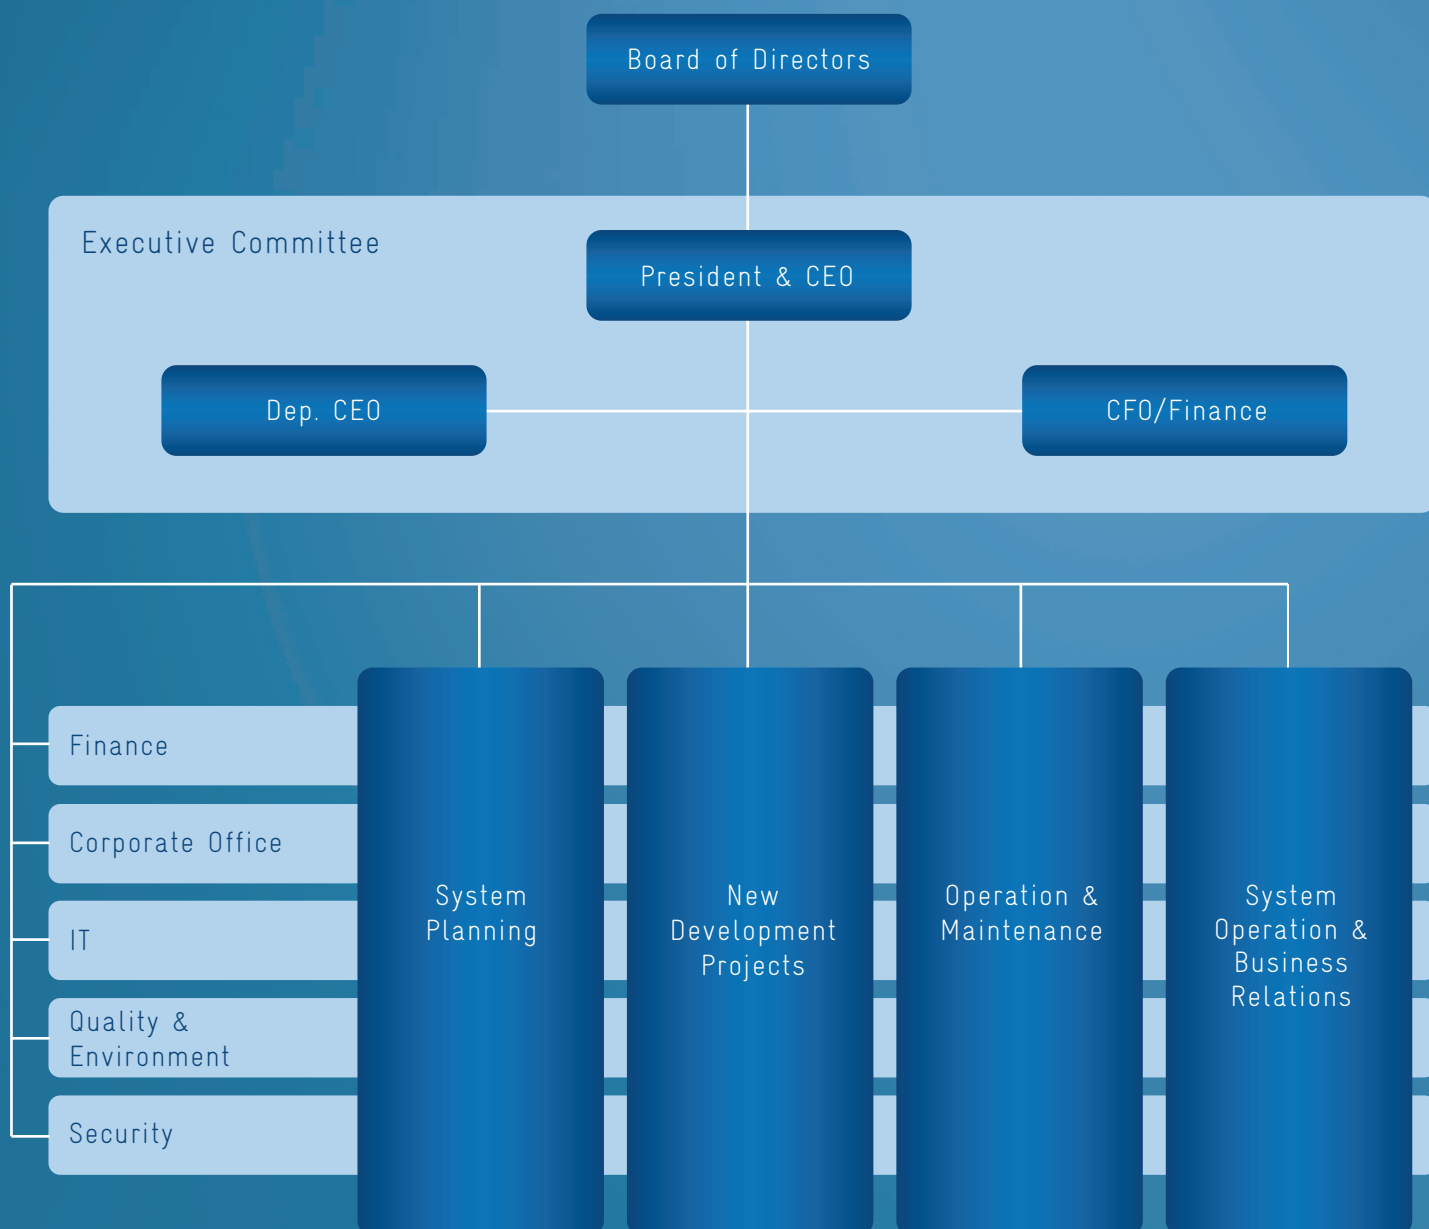 Board of Directors
Executive Committee
President & CEO
Dep. CEO
CFO/Finance
Finance
Corporate Office
IT
Quality &
Environment
Security
System
Planning
New
Development
Projects
Operation &
Maintenance
System
Operation &
Business
Relations